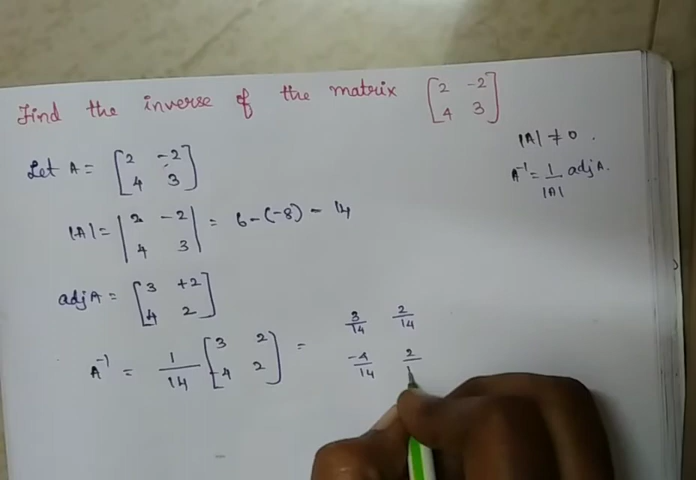 Find the inverse of the matrix [2 -2
4 3]
|A| ≠ 0.
A⁻¹ = 1/|A| adj A.
Let A = [2 -2
4 3]
|A| = |2 -2
4 3| = 6-(-8) = 14
adj A = [3 +2
4 2]
A⁻¹ = 1/14 [3 2
-4 2] = 3/14 2/14
-4/14 2/1